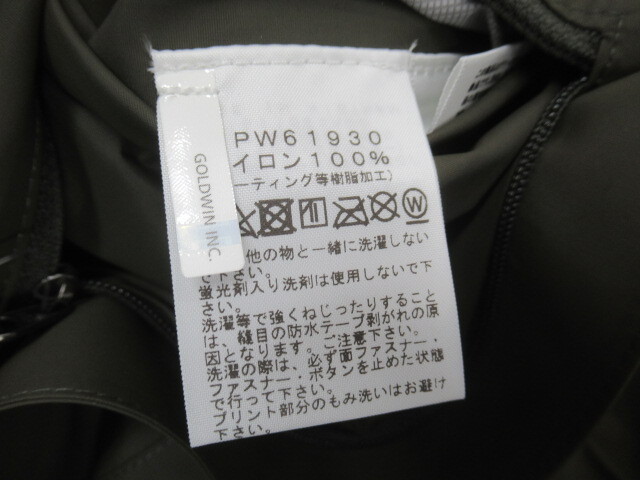 GOLDWIN INC.
PW61930
イロン100%
ーティング等樹脂加工)
W
他の物と一緒に洗濯しない
で下さい。
蛍光剤入り洗剤は使用しないで下
さい。
洗濯等で強くねじったりすること
は、縫目の防水テープ剥がれの原
因となります。ご注意下さい。
洗濯の際は、必ず面ファスナー、
ファスナー・ボタンを止めた状態
で行って下さい。
プリント部分のもみ洗いはお避け
下さい。